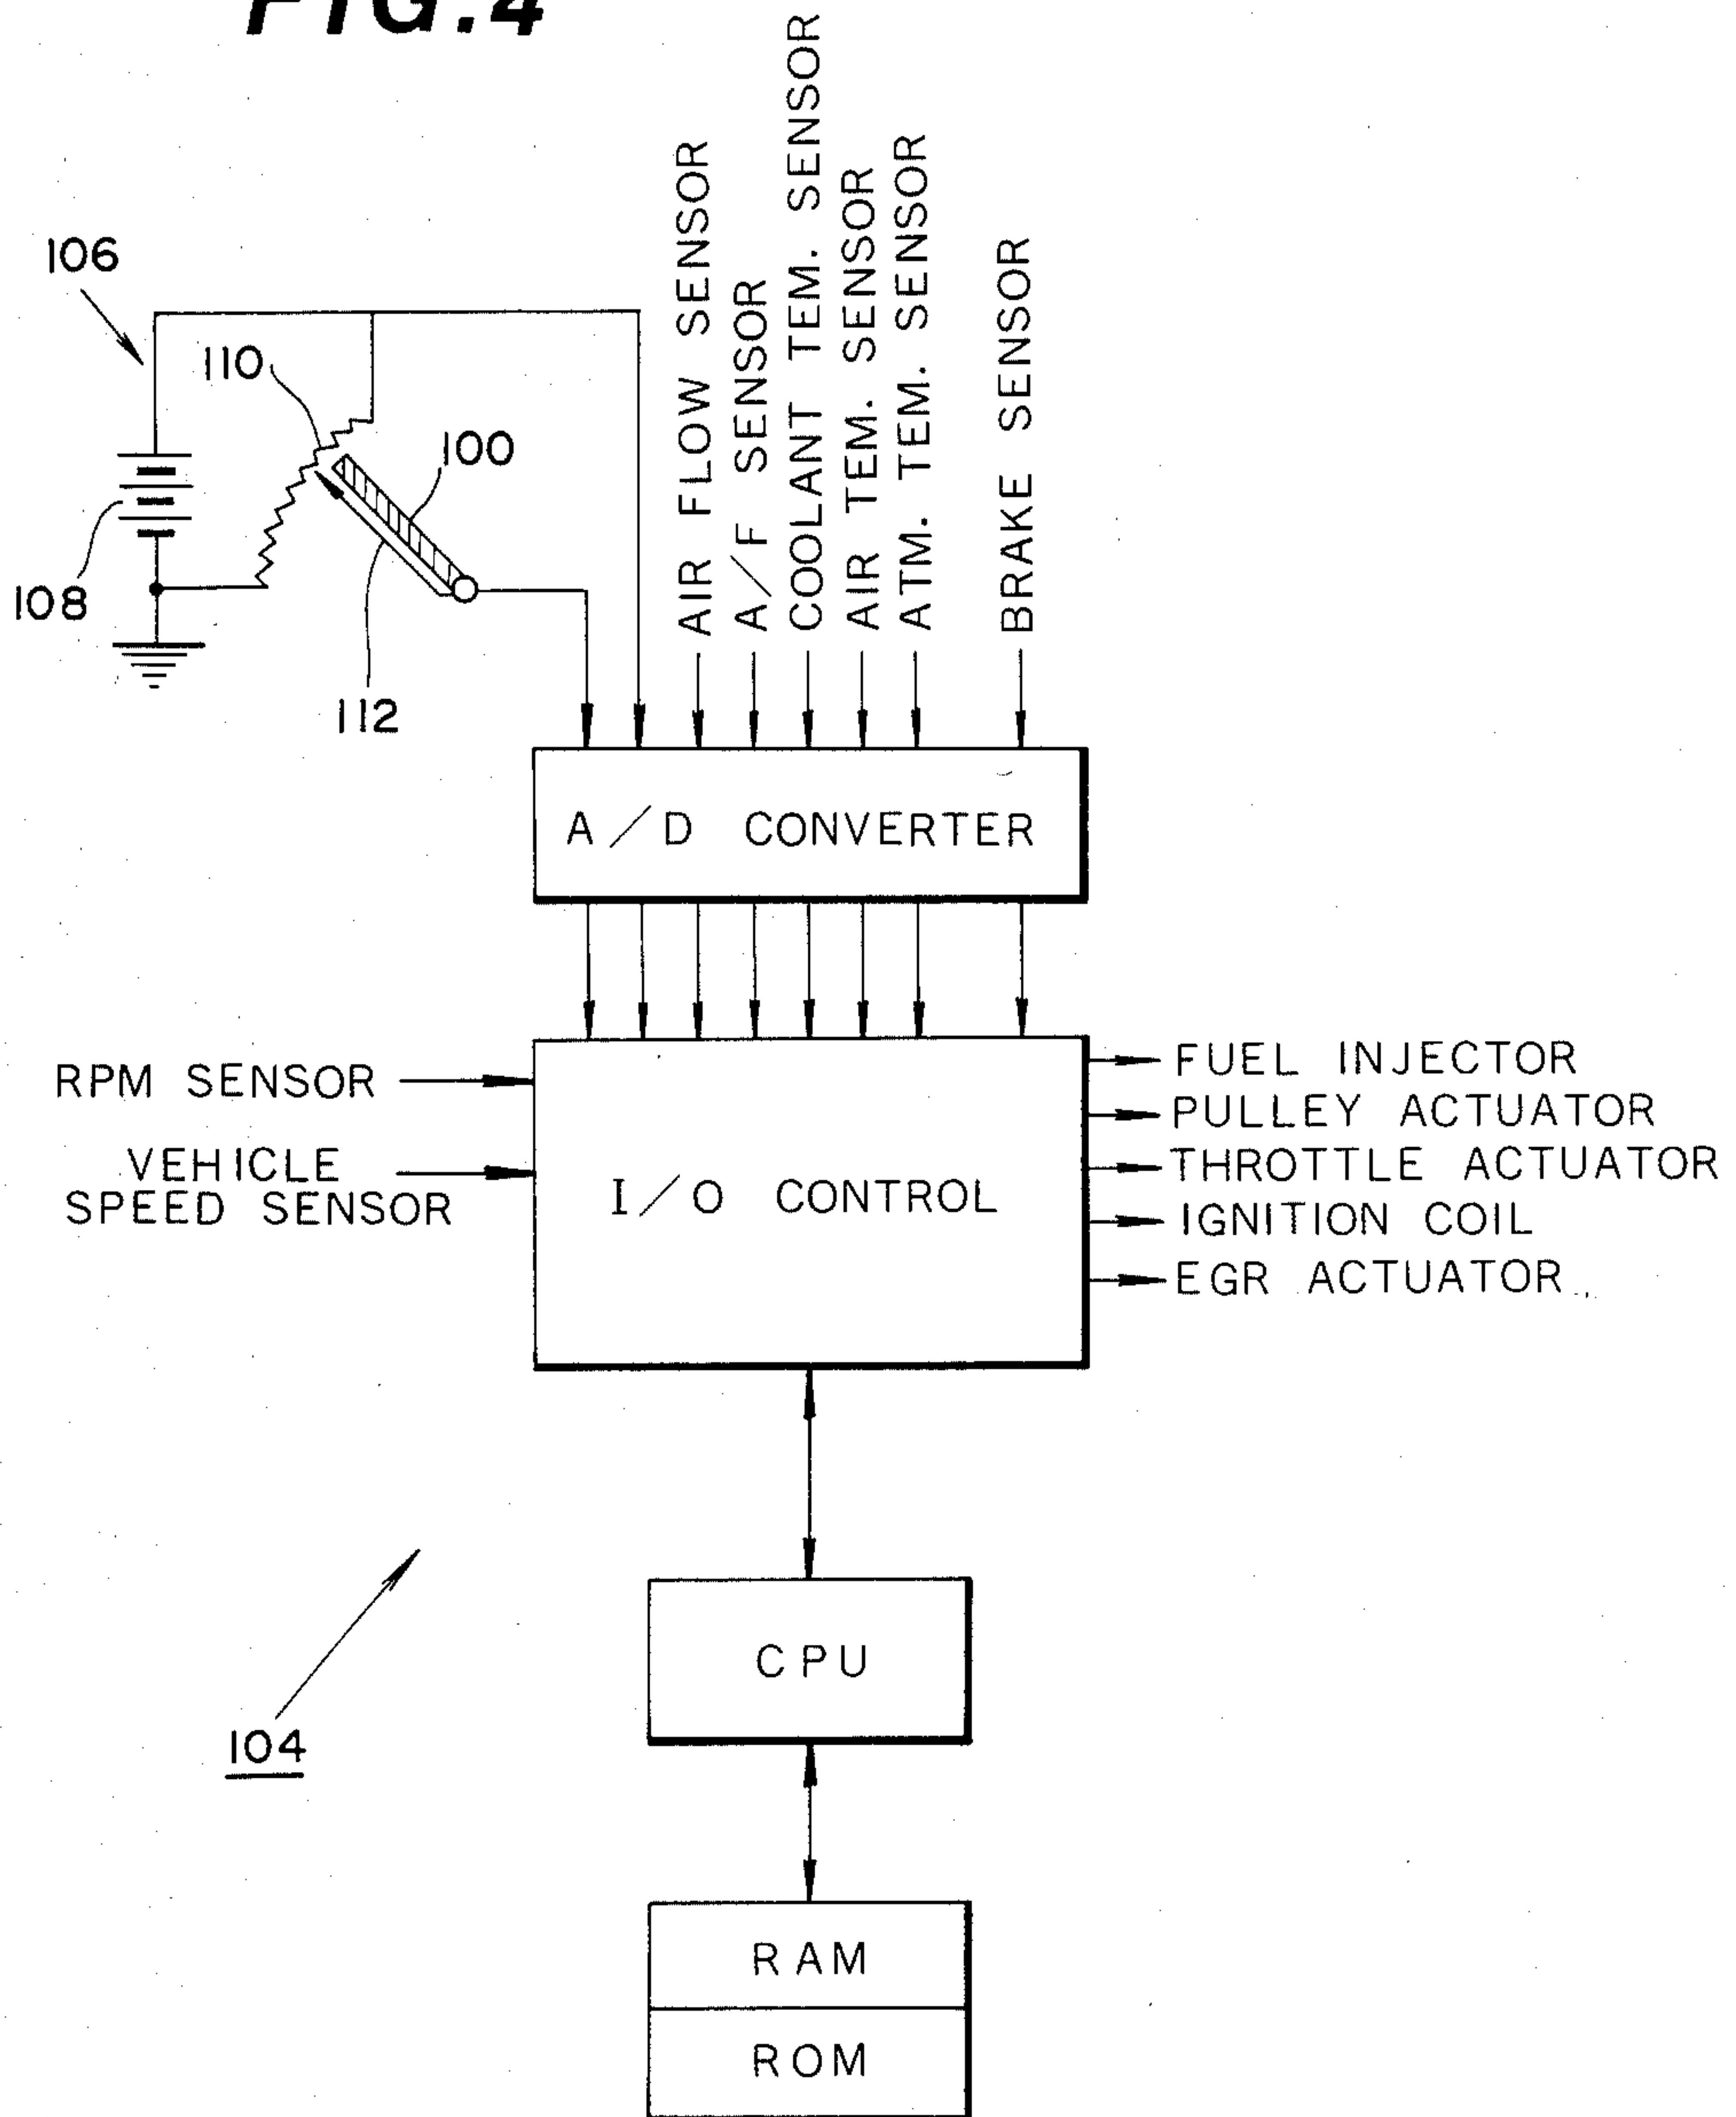 FIG.4
106
110
100
108
112
AIR FLOW SENSOR
A/F SENSOR
COOLANT TEM. SENSOR
AIR TEM. SENSOR
ATM. TEM. SENSOR
BRAKE SENSOR
A/D CONVERTER
RPM SENSOR
VEHICLE
SPEED SENSOR
I/O CONTROL
FUEL INJECTOR
PULLEY ACTUATOR
THROTTLE ACTUATOR
IGNITION COIL
EGR ACTUATOR
CPU
104
RAM
ROM